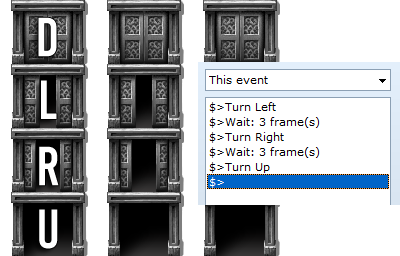 D
L
R
U
This event
$>Turn Left
$>Wait: 3 frame(s)
$>Turn Right
$>Wait: 3 frame(s)
$>Turn Up
$>